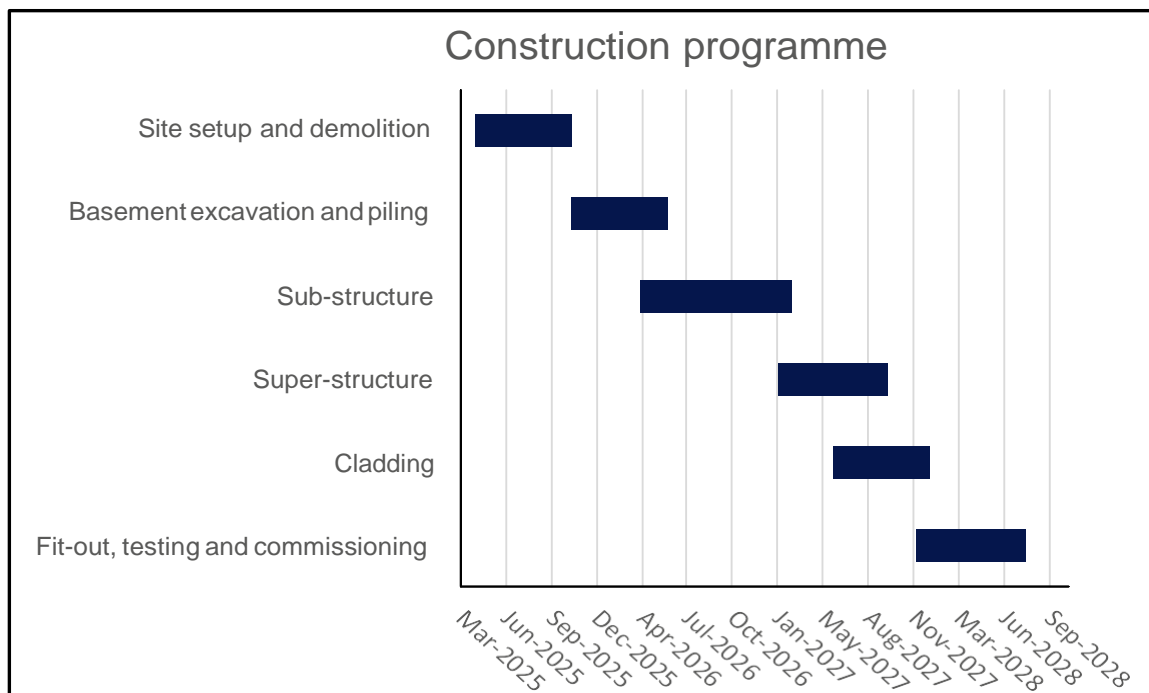 Construction programme
Site setup and demolition
Basement excavation and piling
Sub-structure
Super-structure
Cladding
Fit-out, testing and commissioning
Mar-2025
Jun-2025
Sep-2025
Dec-2025
Apr-2026
Jul-2026
Oct-2026
Jan-2027
May-2027
Aug-2027
Nov-2027
Mar-2028
Jun-2028
Sep-2028